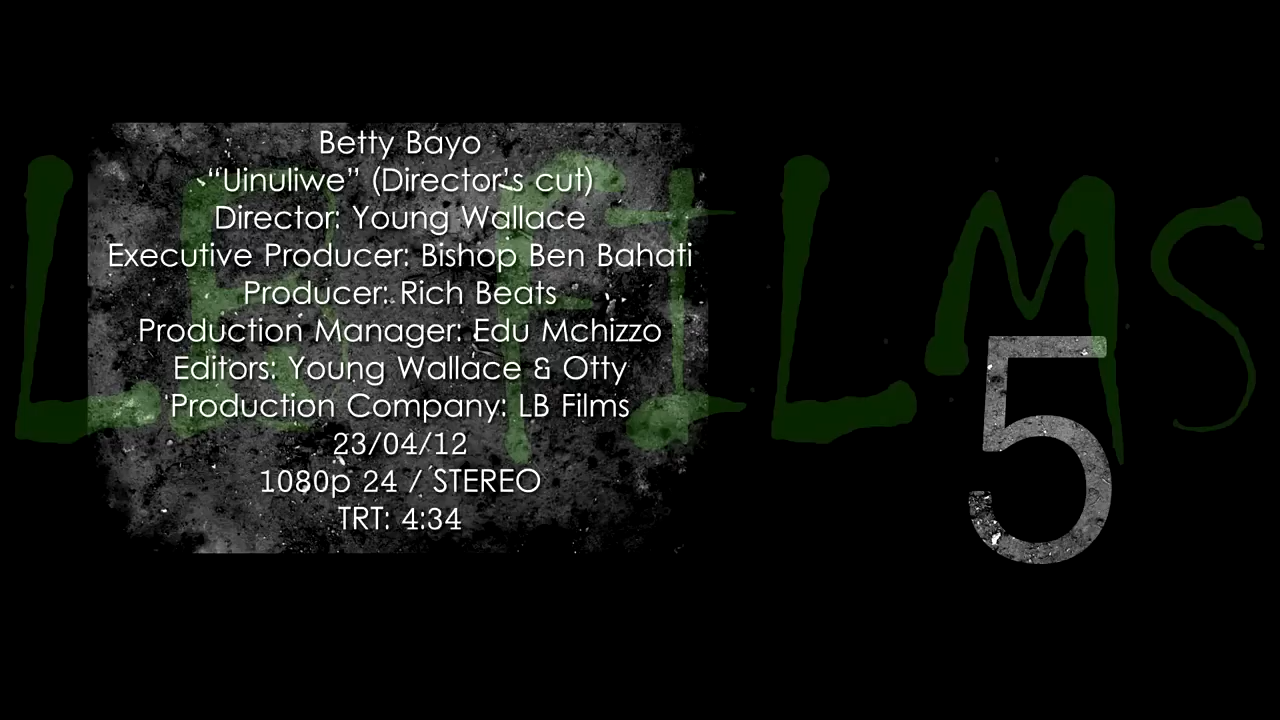 Betty Bayo
“Uinuliwe” (Director’s cut)
Director: Young Wallace
Executive Producer: Bishop Ben Bahati
Producer: Rich Beats
Production Manager: Edu Mchizzo
Editors: Young Wallace & Otty
Production Company: LB Films
23/04/12
1080p 24 / STEREO
TRT: 4:34
LB FILMS
5